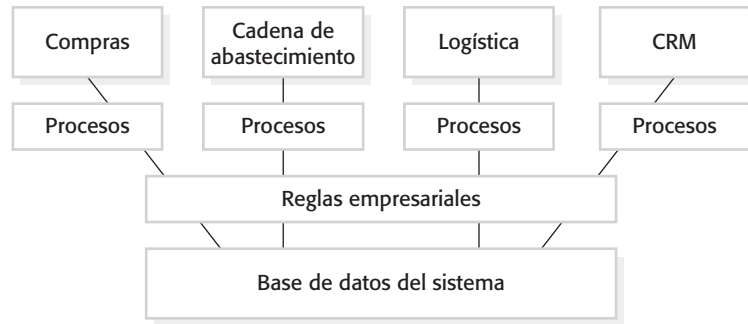 Compras
Cadena de
abastecimiento
Logística
CRM
Procesos
Procesos
Procesos
Procesos
Reglas empresariales
Base de datos del sistema